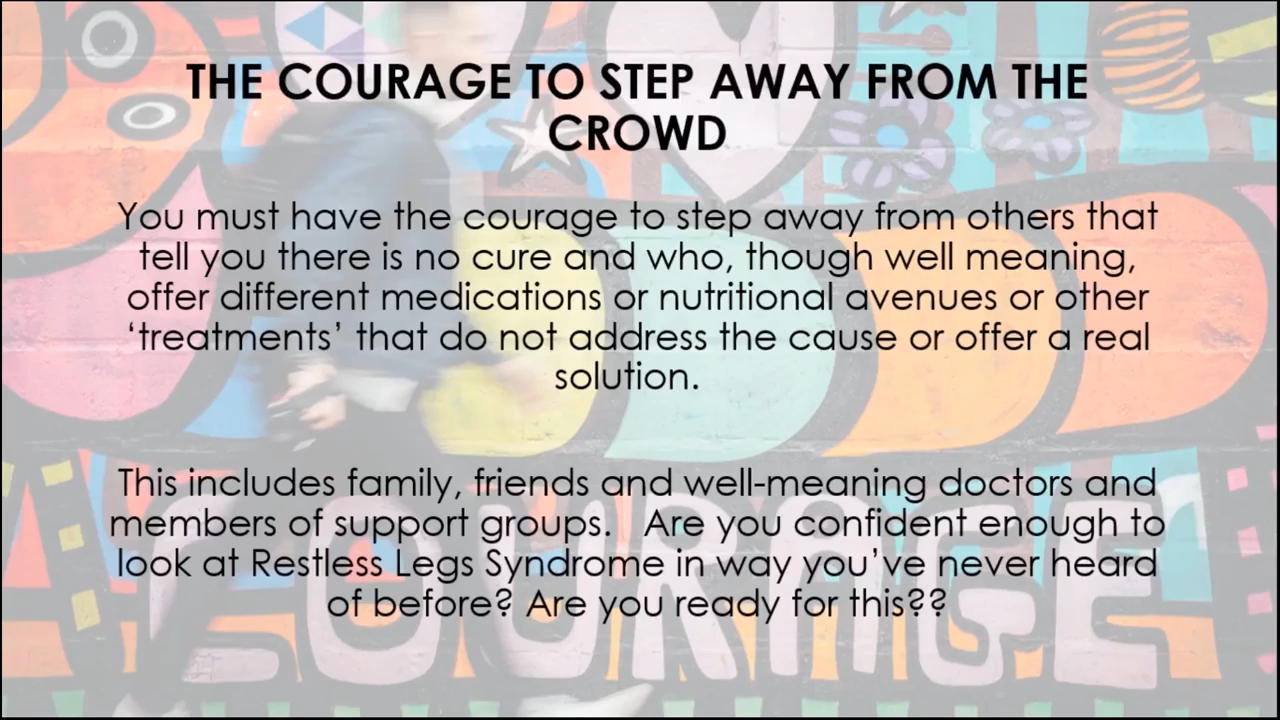 THE COURAGE TO STEP AWAY FROM THE
CROWD
You must have the courage to step away from others that
tell you there is no cure and who, though well meaning,
offer different medications or nutritional avenues or other
‘treatments’ that do not address the cause or offer a real
solution.
This includes family, friends and well-meaning doctors and
members of support groups.   Are you confident enough to
look at Restless Legs Syndrome in way you’ve never heard
of before? Are you ready for this??
COURAGE